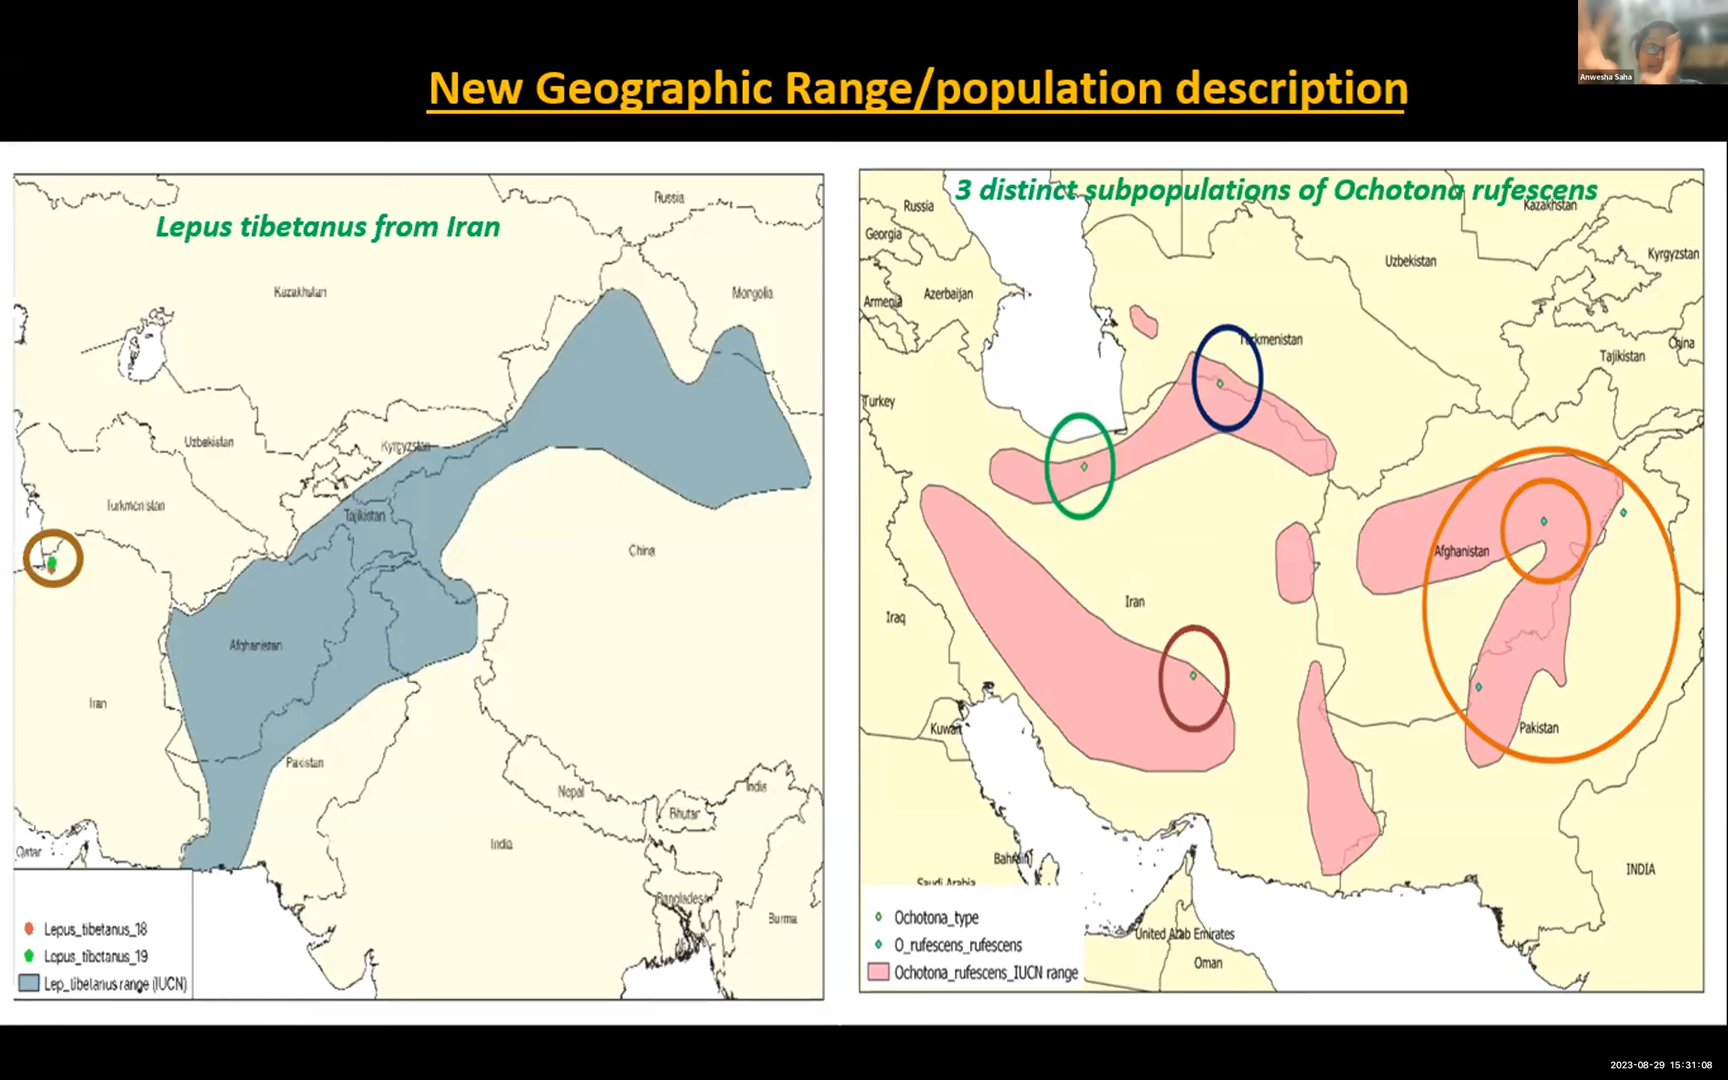 New Geographic Range/population description
Anwesha Saha
Lepus tibetanus from Iran
Russia
Kazakhstan
Mongolia
Uzbekistan
Kyrgyzstan
Turkmenistan
Tajikistan
China
Afghanistan
Iran
Pakistan
Nepal
Bhutan
India
India
Qatar
Bangladesh
Burma
Lepus_tibetanus_18
Lepus_tibetanus_19
Lep_tibetanus range (IUCN)
3 distinct subpopulations of Ochotona rufescens
Russia
Kazakhstan
Georgia
Kyrgyzstan
Uzbekistan
Armenia
Azerbaijan
Turkmenistan
China
Tajikistan
Turkey
Afghanistan
Iran
Iraq
Kuwait
Pakistan
Bahrain
INDIA
Saudi Arabia
United Arab Emirates
Oman
Ochotona_type
O_rufescens_rufescens
Ochotona_rufescens_IUCN range
2023-08-29 15:31:08